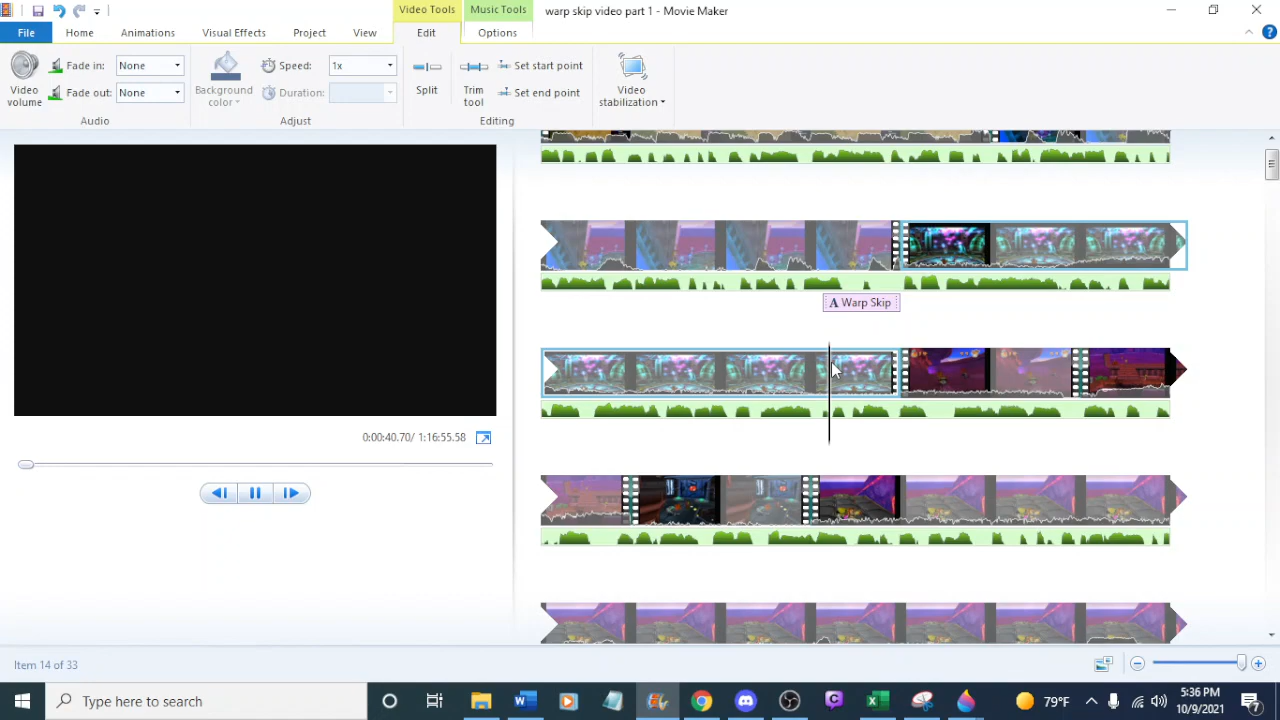 Video Tools
Music Tools
warp skip video part 1 - Movie Maker
File
Home
Animations
Visual Effects
Project
View
Edit
Options
Video volume
Fade in:
None
Fade out:
None
Audio
Background color
Speed:
1x
Duration:
Adjust
Split
Trim tool
Set start point
Set end point
Editing
Video stabilization
A Warp Skip
0:00:40.70/ 1:16:55.58
Item 14 of 33
Type here to search
79°F
5:36 PM
10/9/2021
7